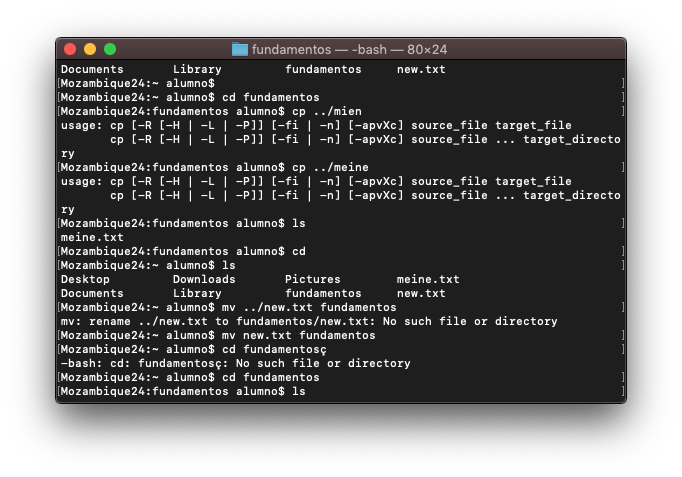 fundamentos — -bash — 80×24
Documents Library fundamentos new.txt
[Mozambique24:~ alumno$ ]
[Mozambique24:~ alumno$ cd fundamentos ]
[Mozambique24:fundamentos alumno$ cp ../mien ]
usage: cp [-R [-H | -L | -P]] [-fi | -n] [-apvXc] source_file target_file
cp [-R [-H | -L | -P]] [-fi | -n] [-apvXc] source_file ... target_directo
ry
[Mozambique24:fundamentos alumno$ cp ../meine ]
usage: cp [-R [-H | -L | -P]] [-fi | -n] [-apvXc] source_file target_file
cp [-R [-H | -L | -P]] [-fi | -n] [-apvXc] source_file ... target_directo
ry
[Mozambique24:fundamentos alumno$ ls ]
meine.txt
[Mozambique24:fundamentos alumno$ cd ]
[Mozambique24:~ alumno$ ls ]
Desktop Downloads Pictures meine.txt
Documents Library fundamentos new.txt
[Mozambique24:~ alumno$ mv ../new.txt fundamentos ]
mv: rename ../new.txt to fundamentos/new.txt: No such file or directory
[Mozambique24:~ alumno$ mv new.txt fundamentos ]
[Mozambique24:~ alumno$ cd fundamentosç ]
-bash: cd: fundamentosç: No such file or directory
[Mozambique24:~ alumno$ cd fundamentos ]
[Mozambique24:fundamentos alumno$ ls ]